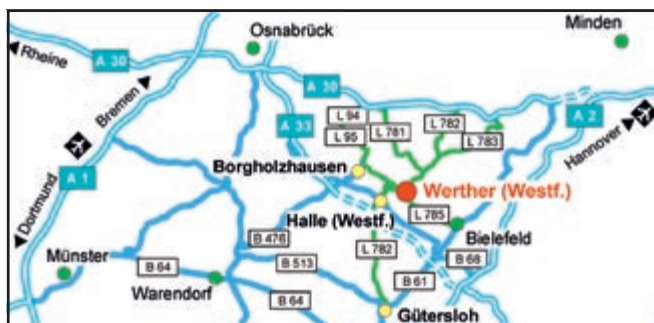 Osnabrück
Minden
Rheine
A 30
A 30
Bremen
A 33
L 94
L 95
L 781
L 782
L 783
A 2
Hannover
A 1
Dortmund
Borgholzhausen
Werther (Westf.)
Halle (Westf.)
L 785
Bielefeld
B 476
L 782
B 68
Münster
B 64
B 513
B 61
Warendorf
B 64
Gütersloh